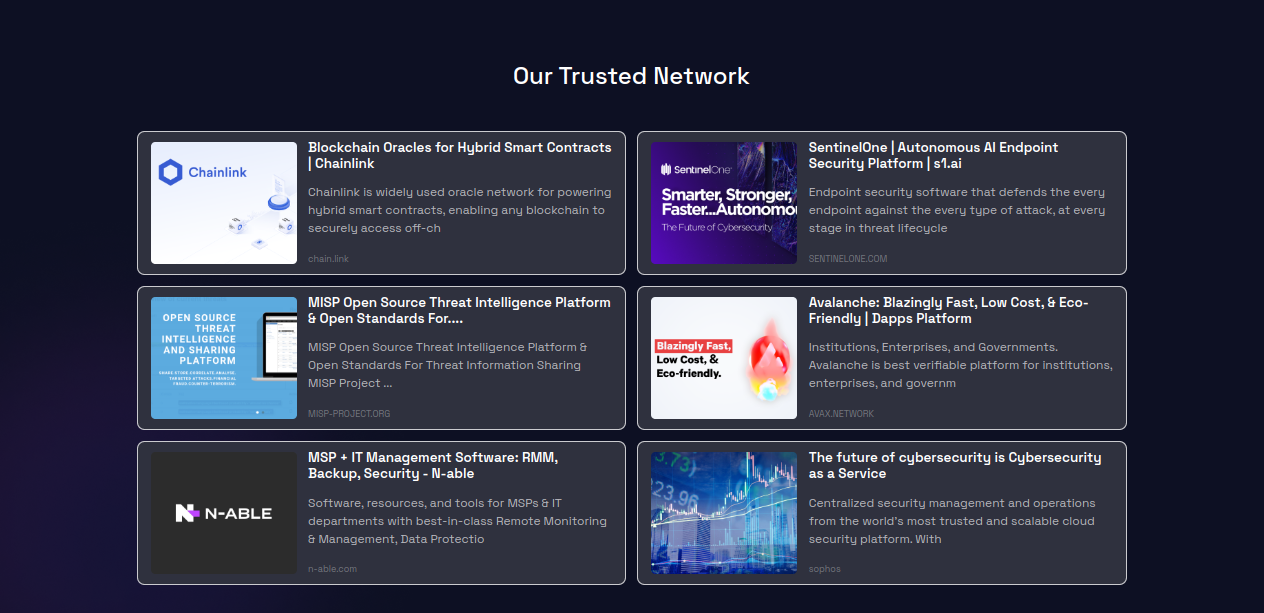 Our Trusted Network
Chainlink
Blockchain Oracles for Hybrid Smart Contracts
| Chainlink
Chainlink is widely used oracle network for powering
hybrid smart contracts, enabling any blockchain to
securely access off-ch
chain.link
SentinelOne
Smarter, Stronger,
Faster...Autonomou
The Future of Cybersecurity
SentinelOne | Autonomous AI Endpoint
Security Platform | s1.ai
Endpoint security software that defends the every
endpoint against the every type of attack, at every
stage in threat lifecycle
SENTINELONE.COM
OPEN SOURCE
THREAT
INTELLIGENCE
AND SHARING
PLATFORM
MISP Open Source Threat Intelligence Platform
& Open Standards For....
MISP Open Source Threat Intelligence Platform &
Open Standards For Threat Information Sharing
MISP Project ...
MISP-PROJECT.ORG
Blazingly Fast,
Low Cost, &
Eco-friendly.
Avalanche: Blazingly Fast, Low Cost, & Eco-
Friendly | Dapps Platform
Institutions, Enterprises, and Governments.
Avalanche is best verifiable platform for institutions,
enterprises, and governm
AVAX.NETWORK
N-ABLE
MSP + IT Management Software: RMM,
Backup, Security - N-able
Software, resources, and tools for MSPs & IT
departments with best-in-class Remote Monitoring
& Management, Data Protectio
n-able.com
3.73)
23.96
The future of cybersecurity is Cybersecurity
as a Service
Centralized security management and operations
from the world's most trusted and scalable cloud
security platform. With
sophos